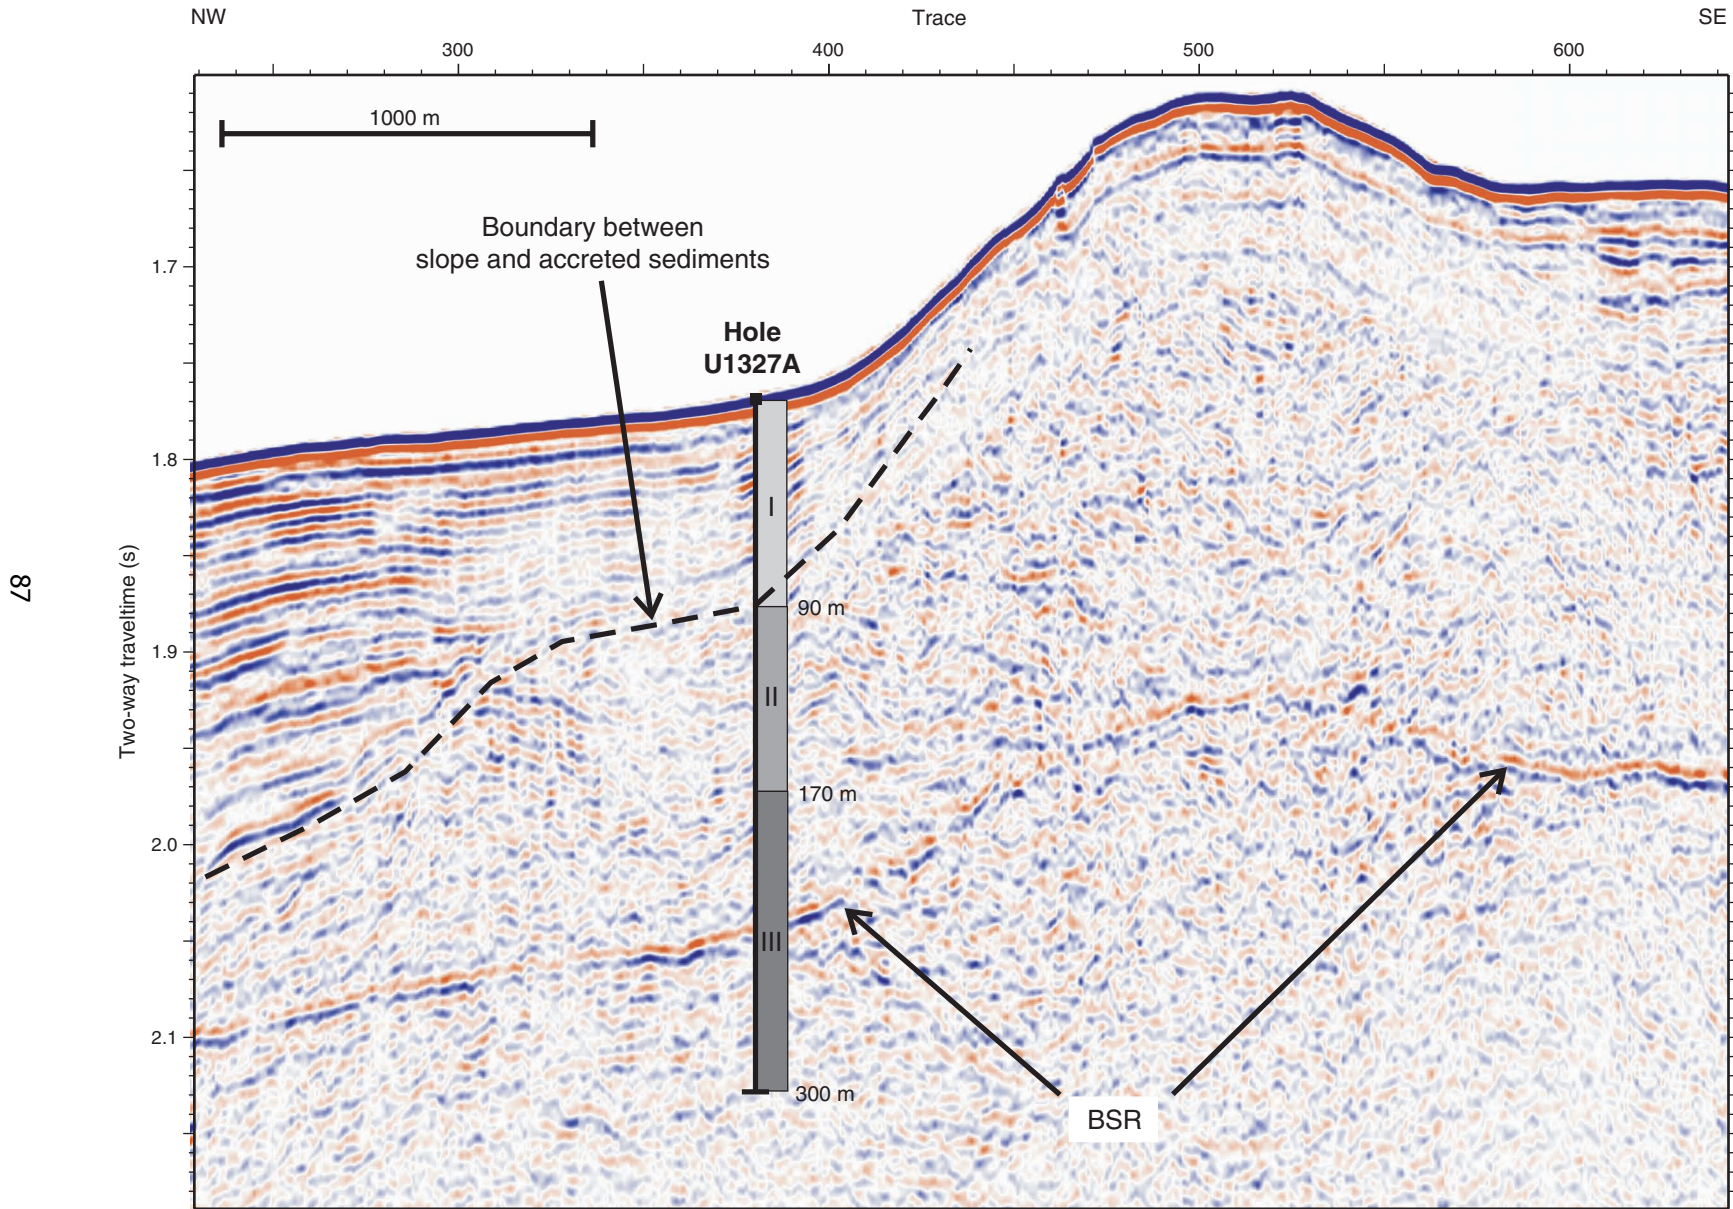 NW
Trace
SE
300
400
500
600
1000 m
Boundary between
slope and accreted sediments
Hole
U1327A
1.7
1.8
1.9
2.0
2.1
Two-way traveltime (s)
I
90 m
II
170 m
III
300 m
BSR
87